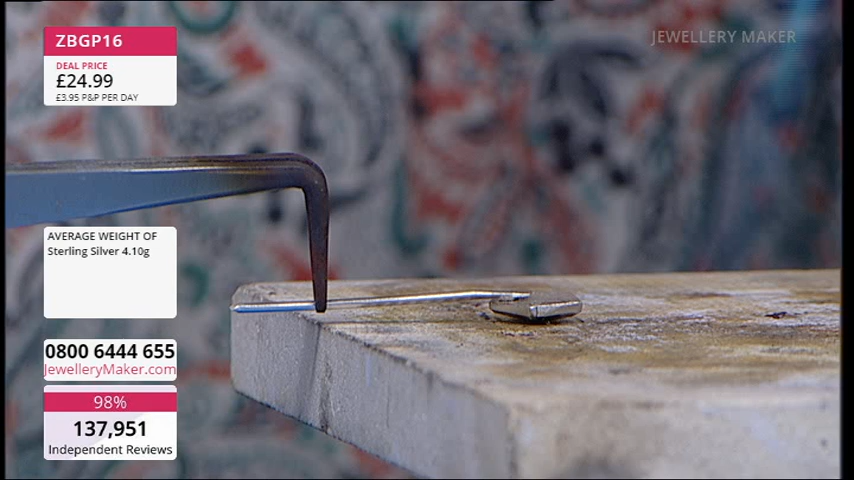 ZBGP16
DEAL PRICE
£24.99
£3.95 P&P PER DAY
JEWELLERY MAKER
AVERAGE WEIGHT OF
Sterling Silver 4.10g
0800 6444 655
JewelleryMaker.com
98%
137,951
Independent Reviews